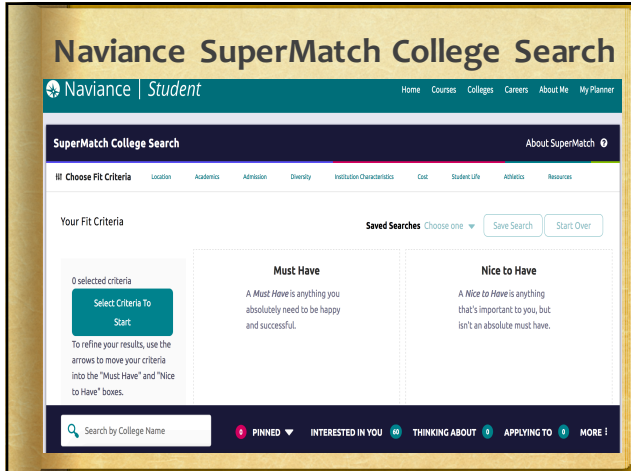 Naviance SuperMatch College Search
Naviance | Student
Home Courses Colleges Careers About Me My Planner
SuperMatch College Search
About SuperMatch ?
Choose Fit Criteria Location Academics Admission Diversity Institution Characteristics Cost Student Life Athletics Resources
Your Fit Criteria
Saved Searches Choose one Save Search Start Over
0 selected criteria
Select Criteria To
Start
To refine your results, use the
arrows to move your criteria
into the "Must Have" and "Nice
to Have" boxes.
Must Have
A Must Have is anything you
absolutely need to be happy
and successful.
Nice to Have
A Nice to Have is anything
that's important to you, but
isn't an absolute must have.
Search by College Name
0 PINNED INTERESTED IN YOU 60 THINKING ABOUT 0 APPLYING TO 0 MORE